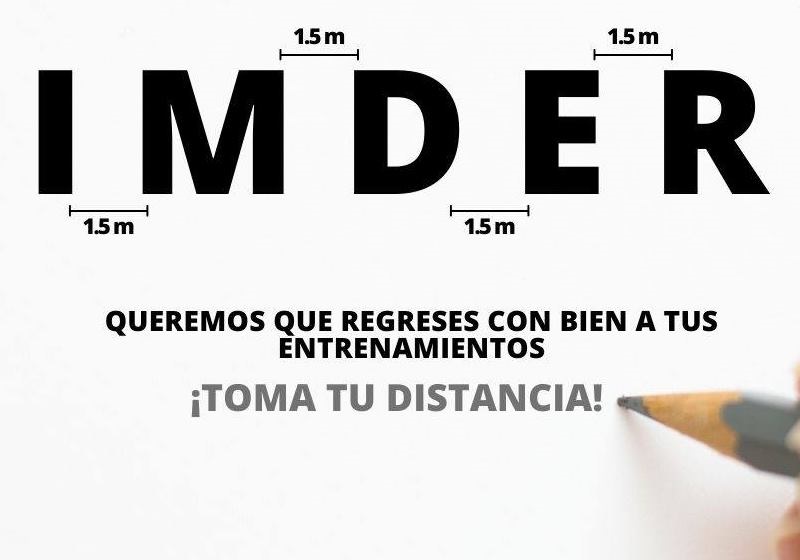 1.5 m 1.5 m
I M D E R
1.5 m 1.5 m
QUEREMOS QUE REGRESES CON BIEN A TUS
ENTRENAMIENTOS
¡TOMA TU DISTANCIA!